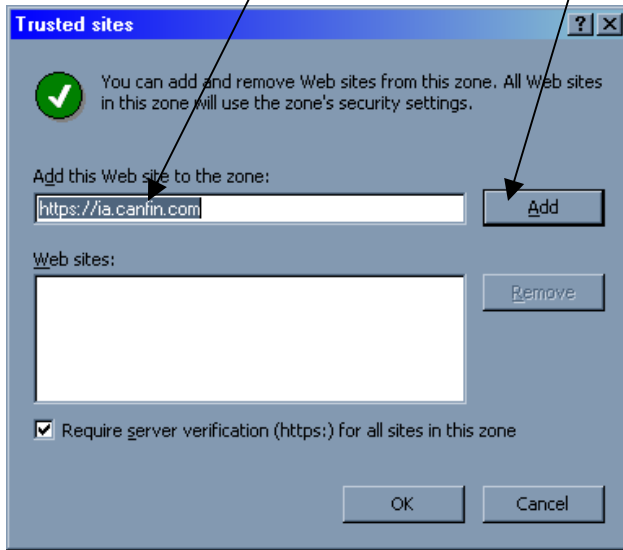 Trusted sites
You can add and remove Web sites from this zone. All Web sites
in this zone will use the zone's security settings.
Add this Web site to the zone:
https://ia.canfin.com
Add
Web sites:
Remove
Require server verification (https:) for all sites in this zone
OK
Cancel